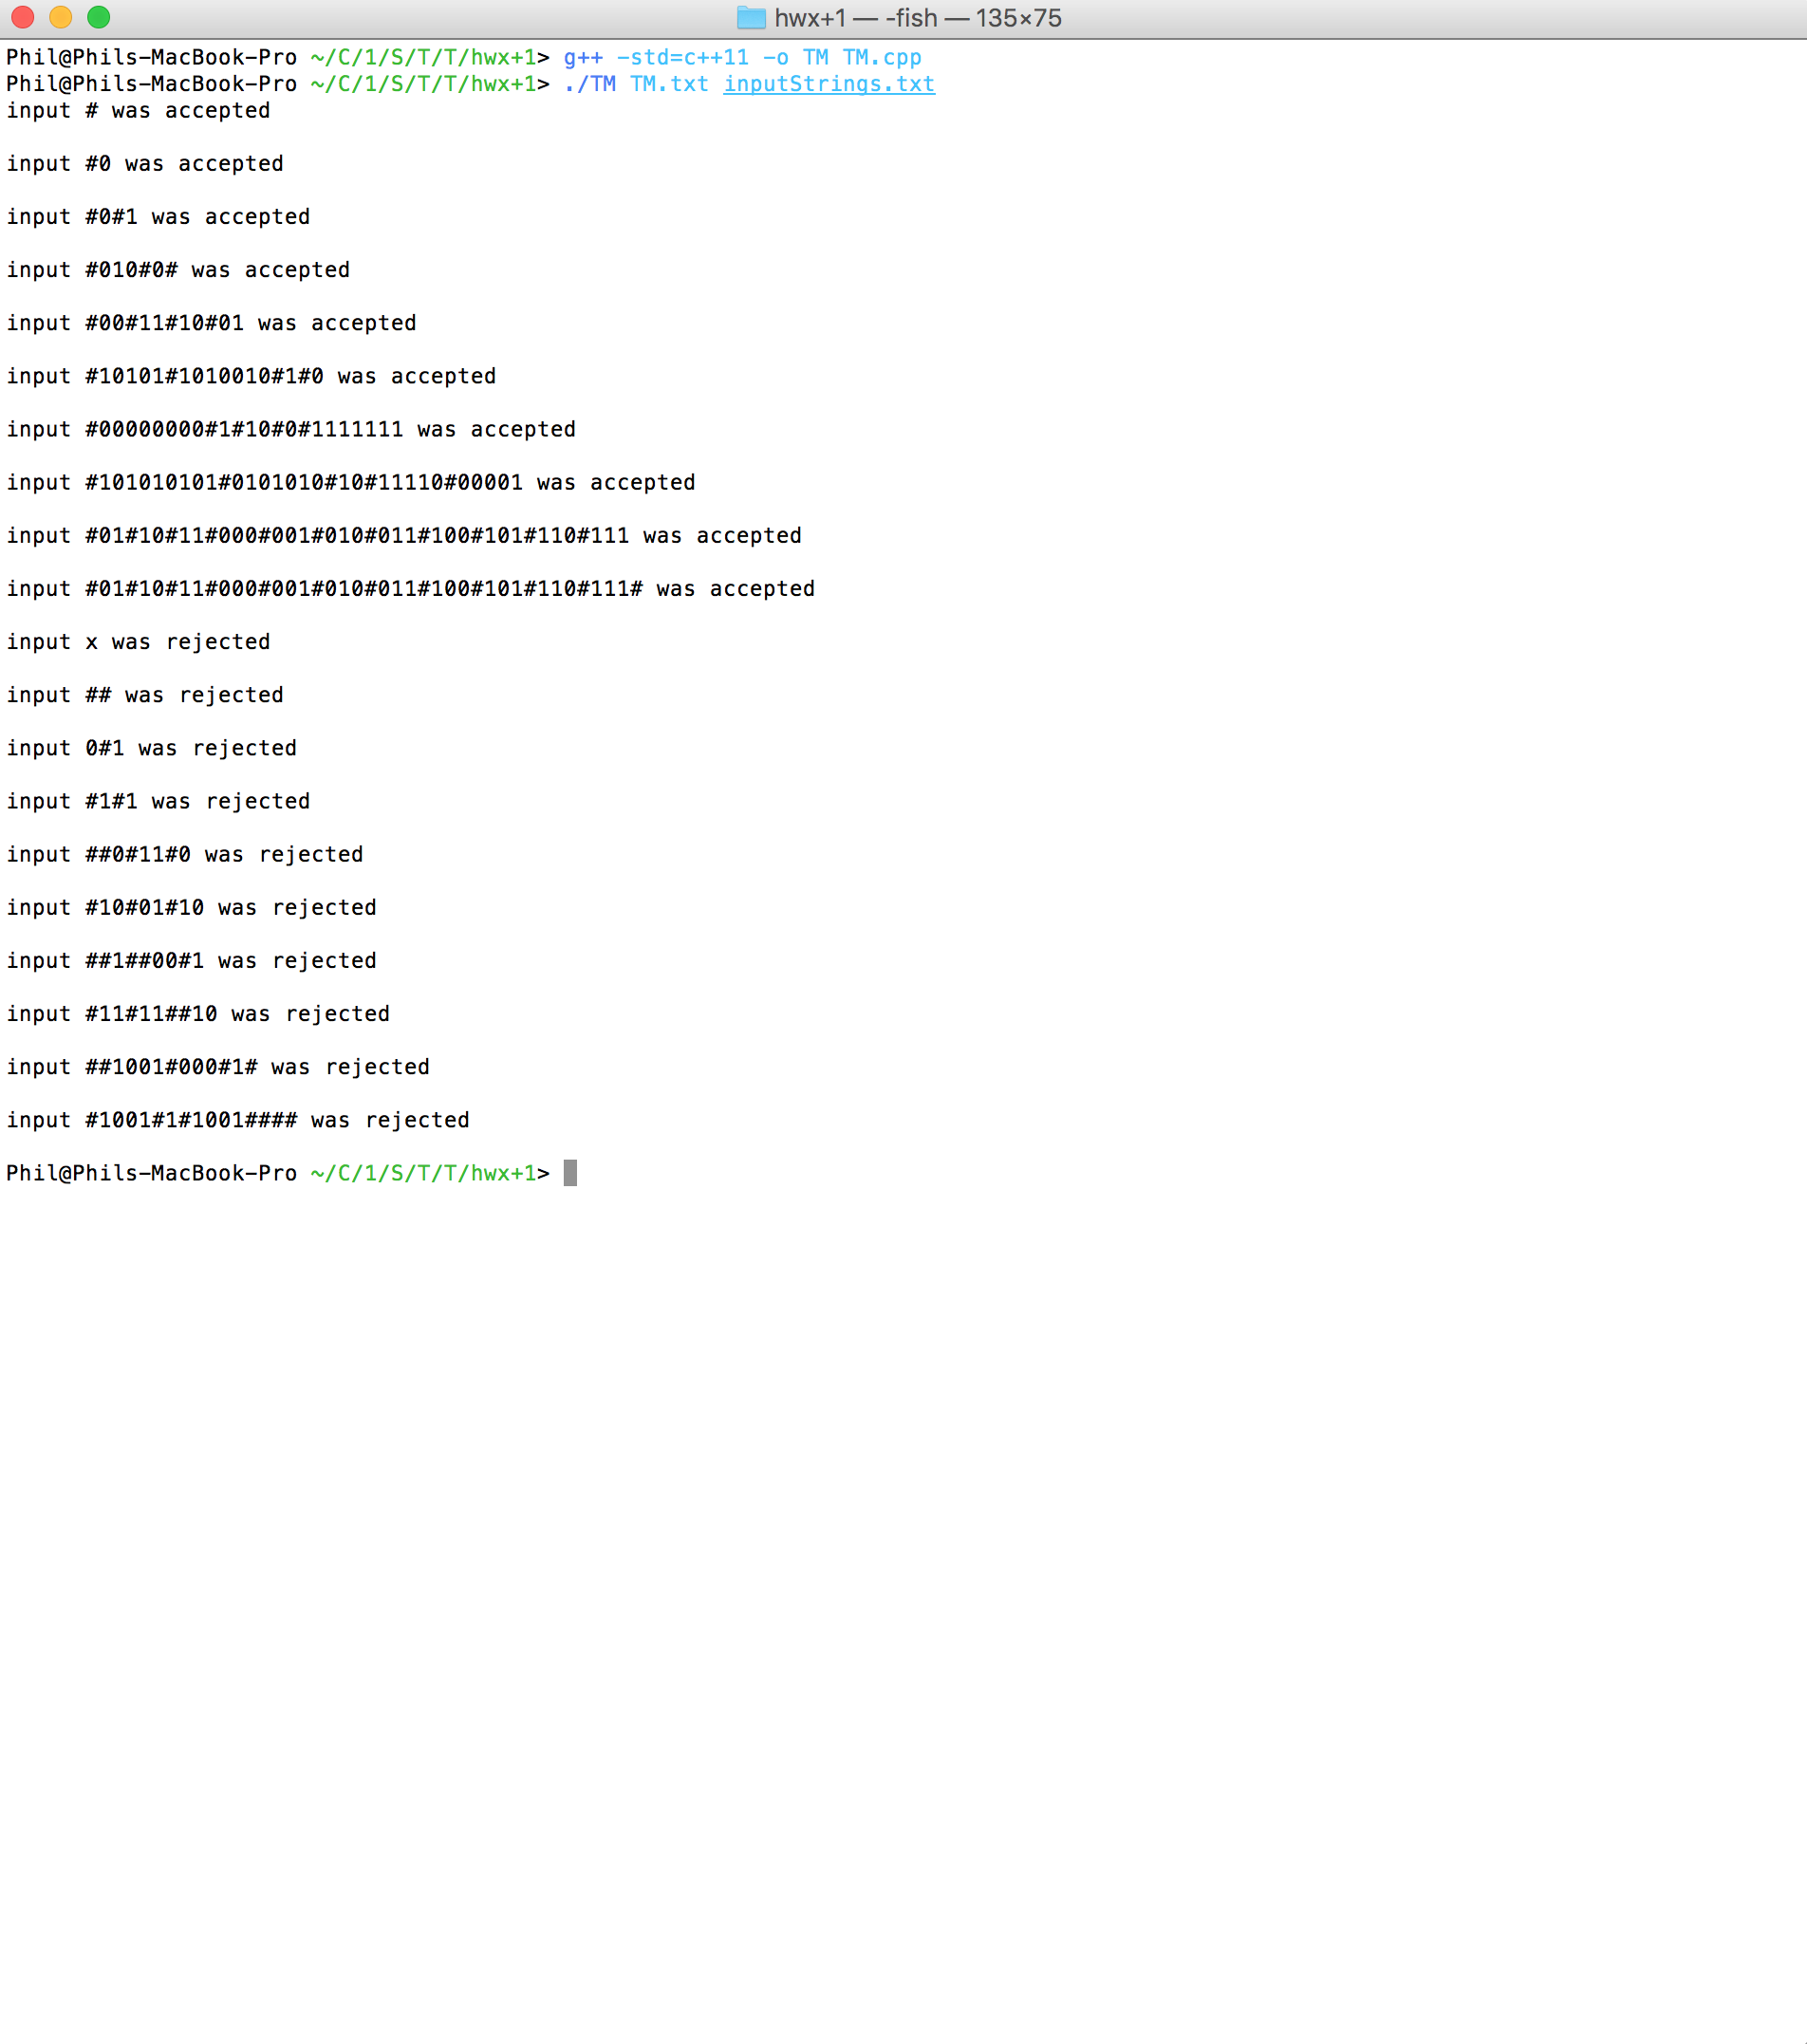 hwx+1 — -fish — 135×75
Phil@Phils-MacBook-Pro ~/C/1/S/T/T/hwx+1> g++ -std=c++11 -o TM TM.cpp
Phil@Phils-MacBook-Pro ~/C/1/S/T/T/hwx+1> ./TM TM.txt inputStrings.txt
input # was accepted
input #0 was accepted
input #0#1 was accepted
input #010#0# was accepted
input #00#11#10#01 was accepted
input #10101#1010010#1#0 was accepted
input #00000000#1#10#0#1111111 was accepted
input #101010101#0101010#10#11110#00001 was accepted
input #01#10#11#000#001#010#011#100#101#110#111 was accepted
input #01#10#11#000#001#010#011#100#101#110#111# was accepted
input x was rejected
input ## was rejected
input 0#1 was rejected
input #1#1 was rejected
input ##0#11#0 was rejected
input #10#01#10 was rejected
input ##1##00#1 was rejected
input #11#11##10 was rejected
input ##1001#000#1# was rejected
input #1001#1#1001#### was rejected
Phil@Phils-MacBook-Pro ~/C/1/S/T/T/hwx+1>